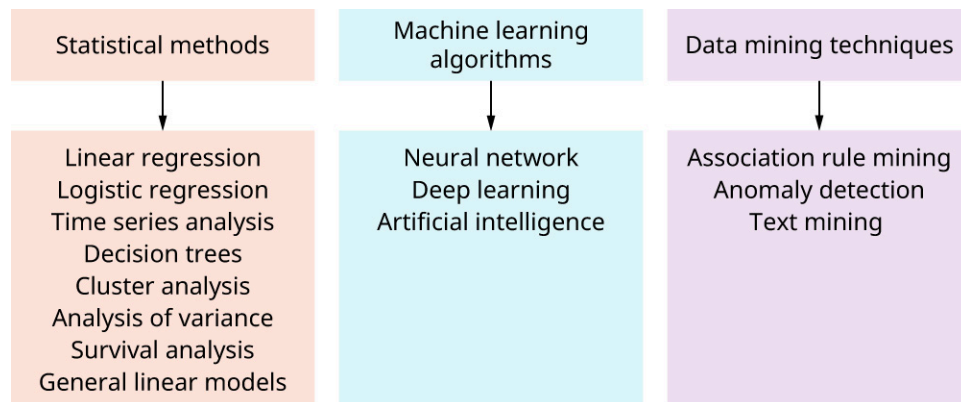 Statistical methods
Linear regression
Logistic regression
Time series analysis
Decision trees
Cluster analysis
Analysis of variance
Survival analysis
General linear models
Machine learning
algorithms
Neural network
Deep learning
Artificial intelligence
Data mining techniques
Association rule mining
Anomaly detection
Text mining